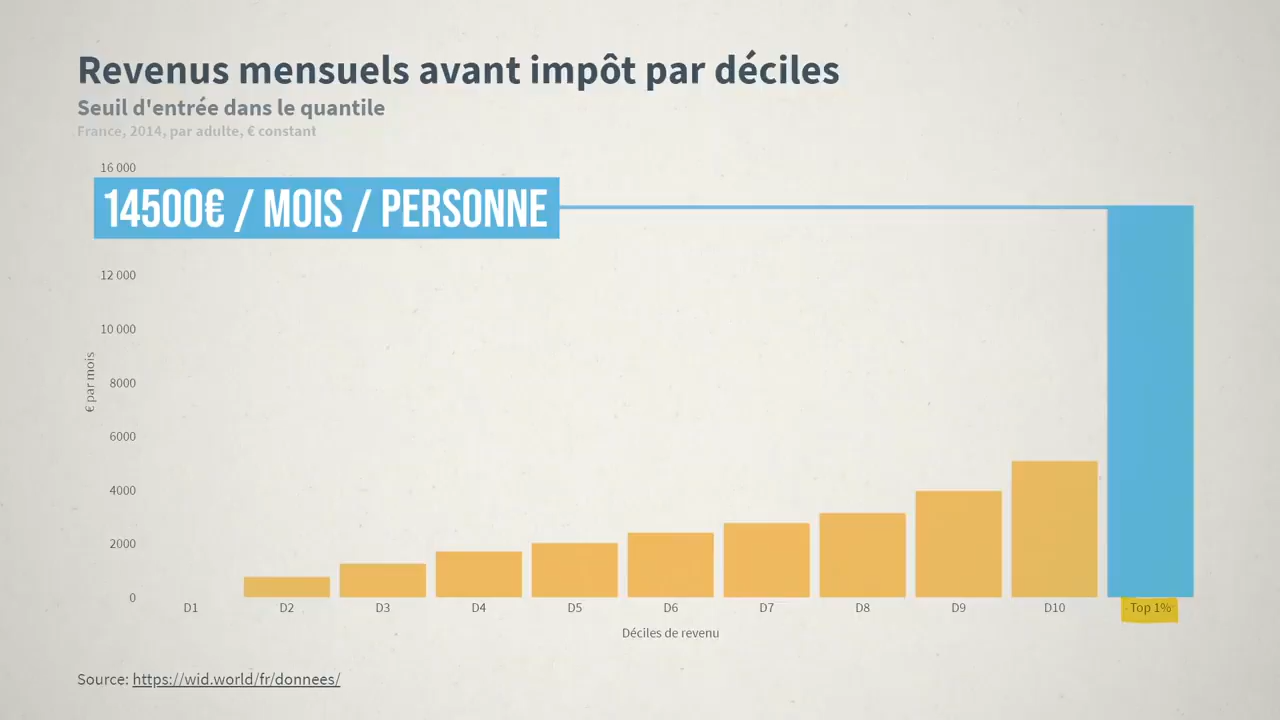 Revenus mensuels avant impôt par déciles
Seuil d'entrée dans le quantile
France, 2014, par adulte, € constant
16 000
14500€ / MOIS / PERSONNE
12 000
10 000
€ par mois
8000
6000
4000
2000
0
D1 D2 D3 D4 D5 D6 D7 D8 D9 D10 Top 1%
Déciles de revenu
Source: https://wid.world/fr/donnees/